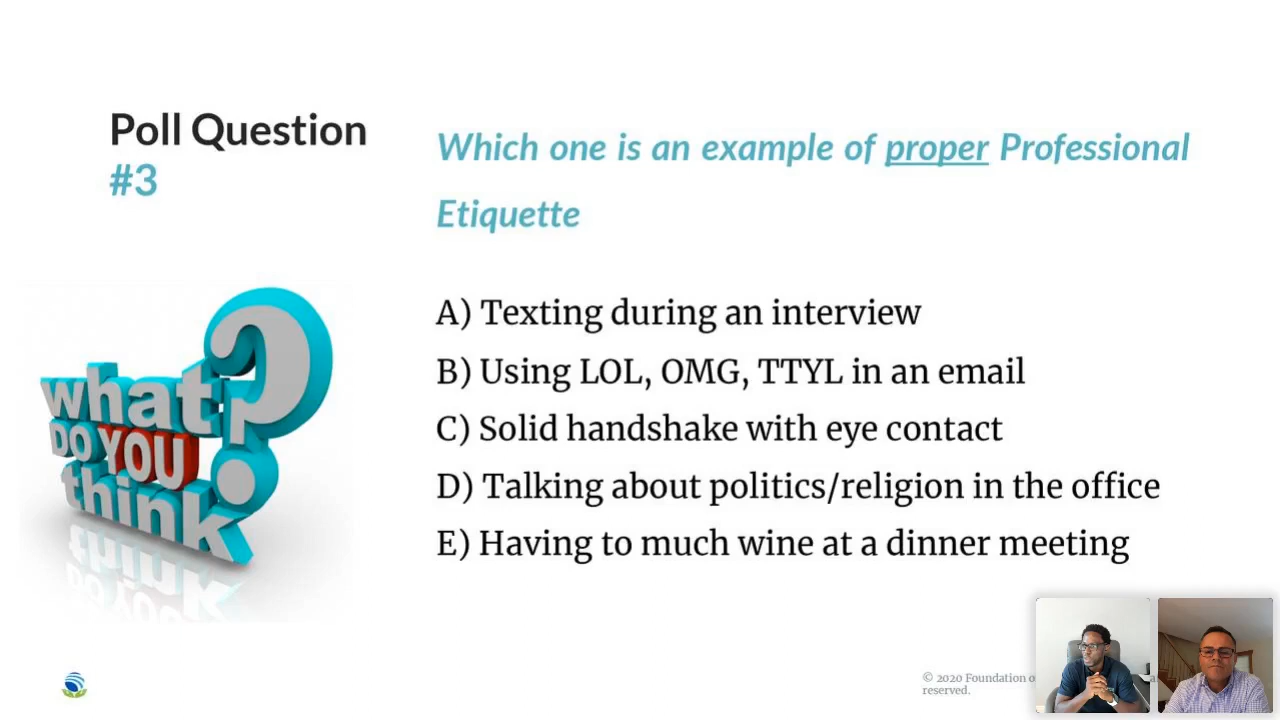 Poll Question
#3
Which one is an example of proper Professional
Etiquette
A) Texting during an interview
B) Using LOL, OMG, TTYL in an email
C) Solid handshake with eye contact
D) Talking about politics/religion in the office
E) Having to much wine at a dinner meeting
what
DO YOU
think
?
© 2020 Foundation
reserved.